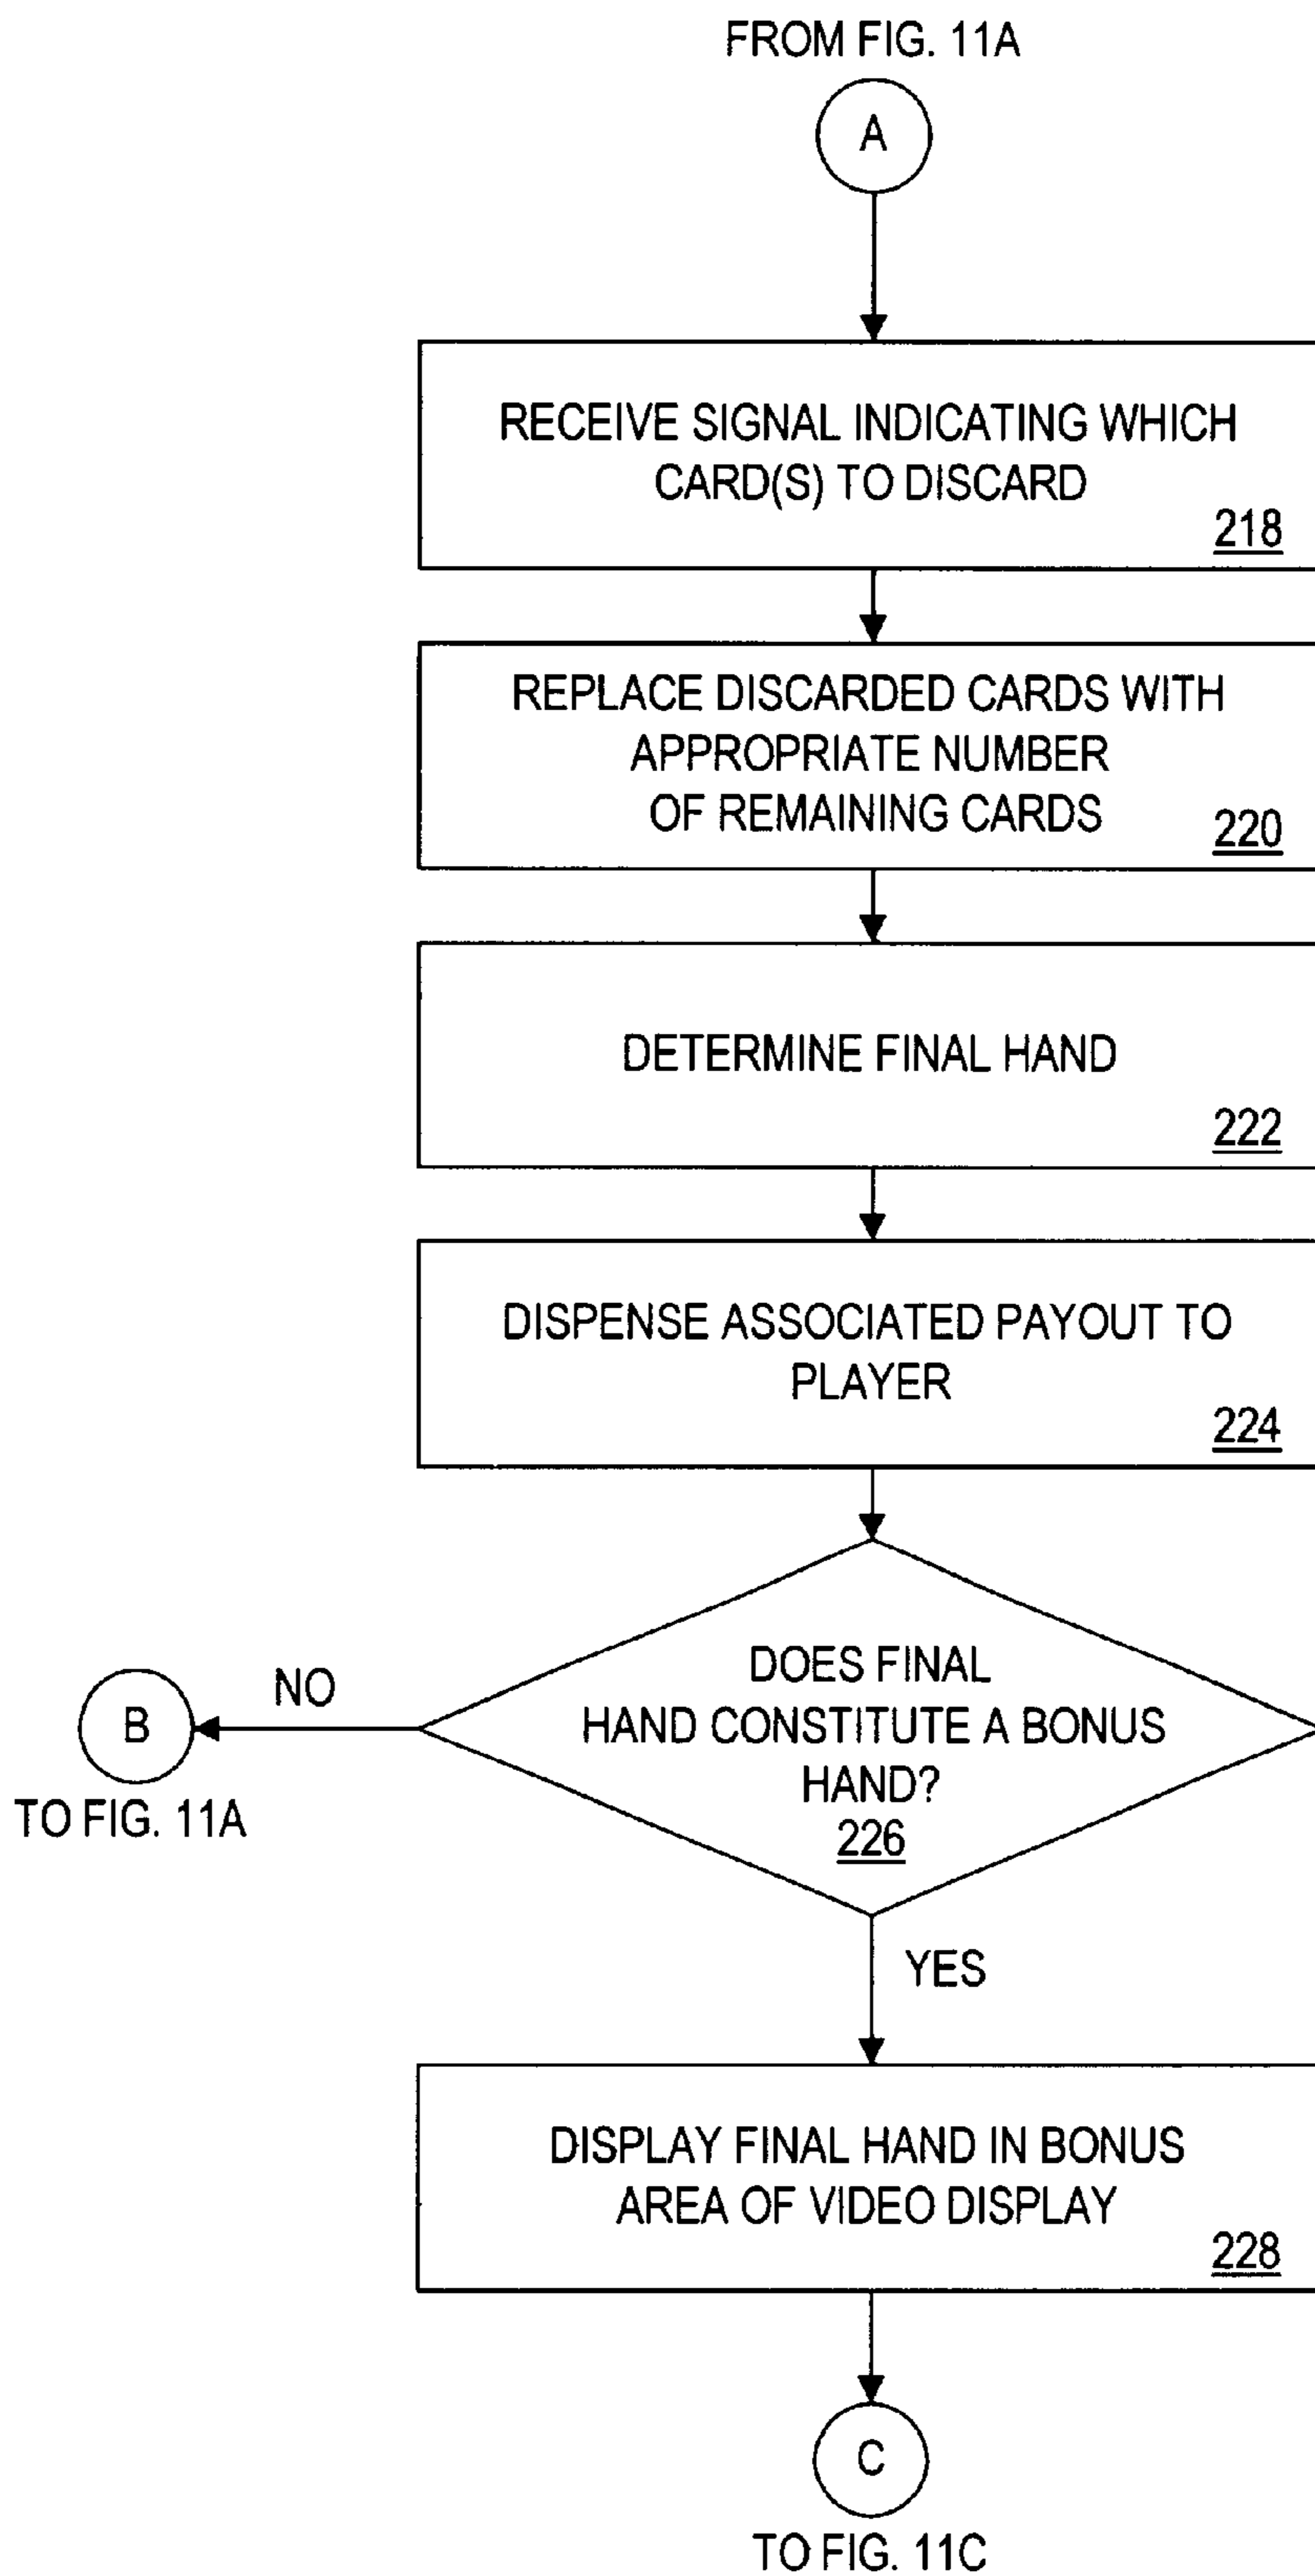 FROM FIG. 11A
A
RECEIVE SIGNAL INDICATING WHICH
CARD(S) TO DISCARD
218
REPLACE DISCARDED CARDS WITH
APPROPRIATE NUMBER
OF REMAINING CARDS
220
DETERMINE FINAL HAND
222
DISPENSE ASSOCIATED PAYOUT TO
PLAYER
224
DOES FINAL
HAND CONSTITUTE A BONUS
HAND?
226
NO
B
TO FIG. 11A
YES
DISPLAY FINAL HAND IN BONUS
AREA OF VIDEO DISPLAY
228
C
TO FIG. 11C